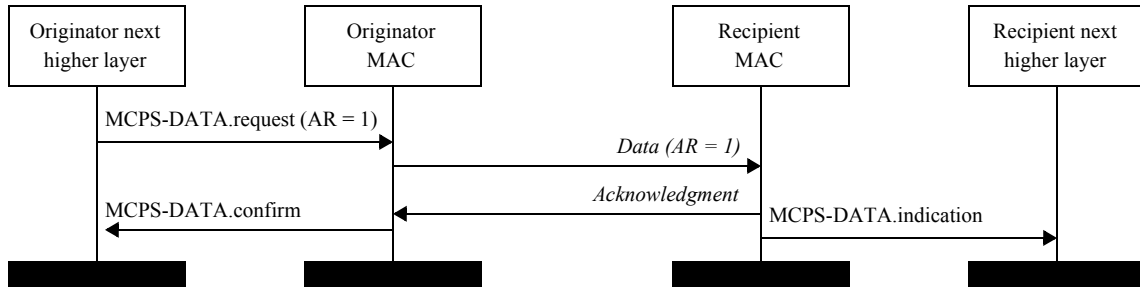 Originator next
higher layer
Originator
MAC
Recipient
MAC
Recipient next
higher layer
MCPS-DATA.request (AR = 1)
Data (AR = 1)
Acknowledgment
MCPS-DATA.confirm
MCPS-DATA.indication